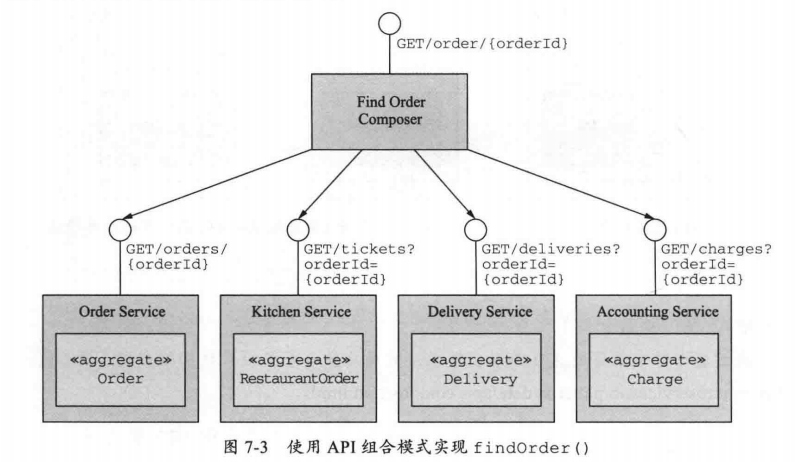 GET/order/{orderId}
Find Order
Composer
GET/orders/
{orderId}
GET/tickets?
orderId=
{orderId}
GET/deliveries?
orderId=
{orderId}
GET/charges?
orderId=
{orderId}
Order Service
«aggregate»
Order
Kitchen Service
«aggregate»
RestaurantOrder
Delivery Service
«aggregate»
Delivery
Accounting Service
«aggregate»
Charge
图 7-3 使用 API 组合模式实现 findOrder()